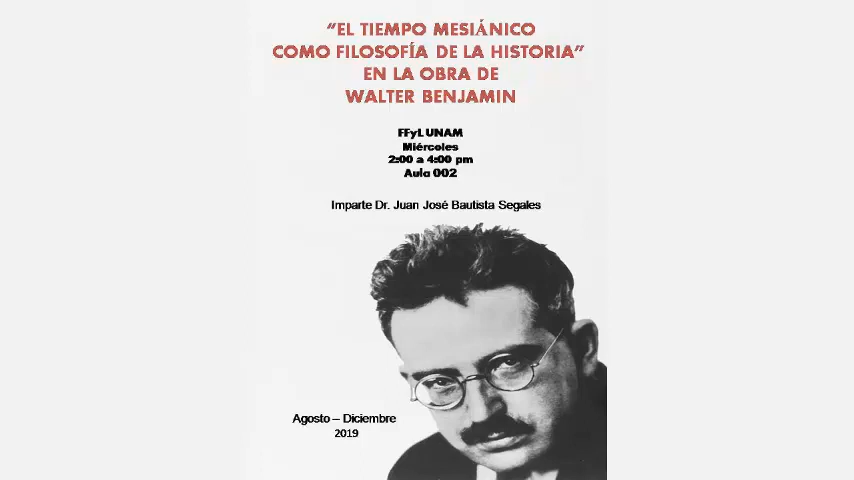 “EL TIEMPO MESIÁNICO
COMO FILOSOFÍA DE LA HISTORIA”
EN LA OBRA DE
WALTER BENJAMIN
FFyL UNAM
Miércoles
2:00 a 4:00 pm
Aula 002
Imparte Dr. Juan José Bautista Segales
Agosto – Diciembre
2019